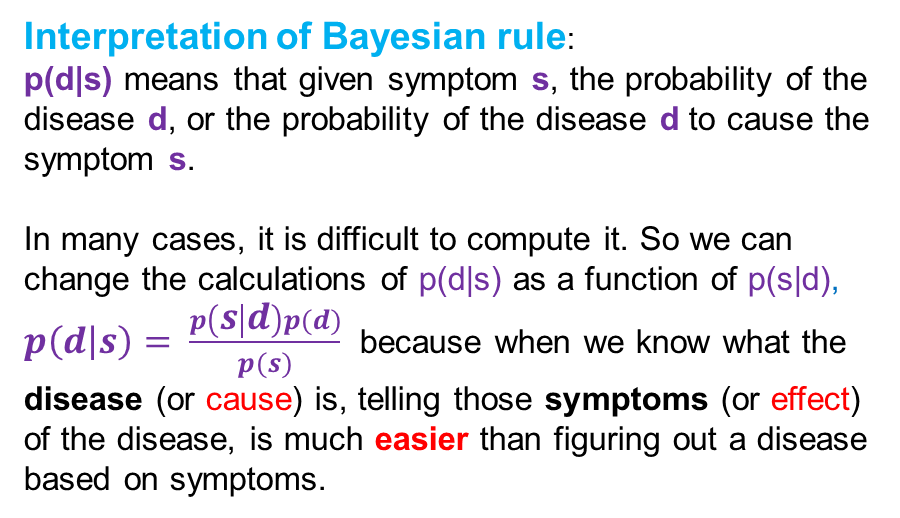 Interpretation of Bayesian rule:
p(d|s) means that given symptom s, the probability of the
disease d, or the probability of the disease d to cause the
symptom s.
In many cases, it is difficult to compute it. So we can
change the calculations of p(d|s) as a function of p(s|d),
p(d|s) = p(s|d)p(d) / p(s) because when we know what the
disease (or cause) is, telling those symptoms (or effect)
of the disease, is much easier than figuring out a disease
based on symptoms.